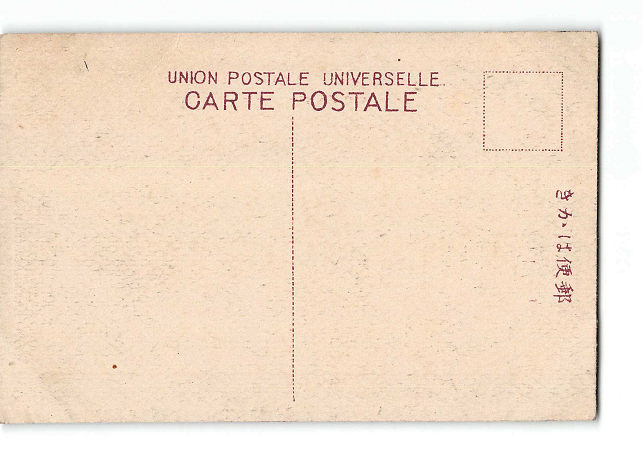 UNION POSTALE UNIVERSELLE.
CARTE POSTALE
きかは便郵